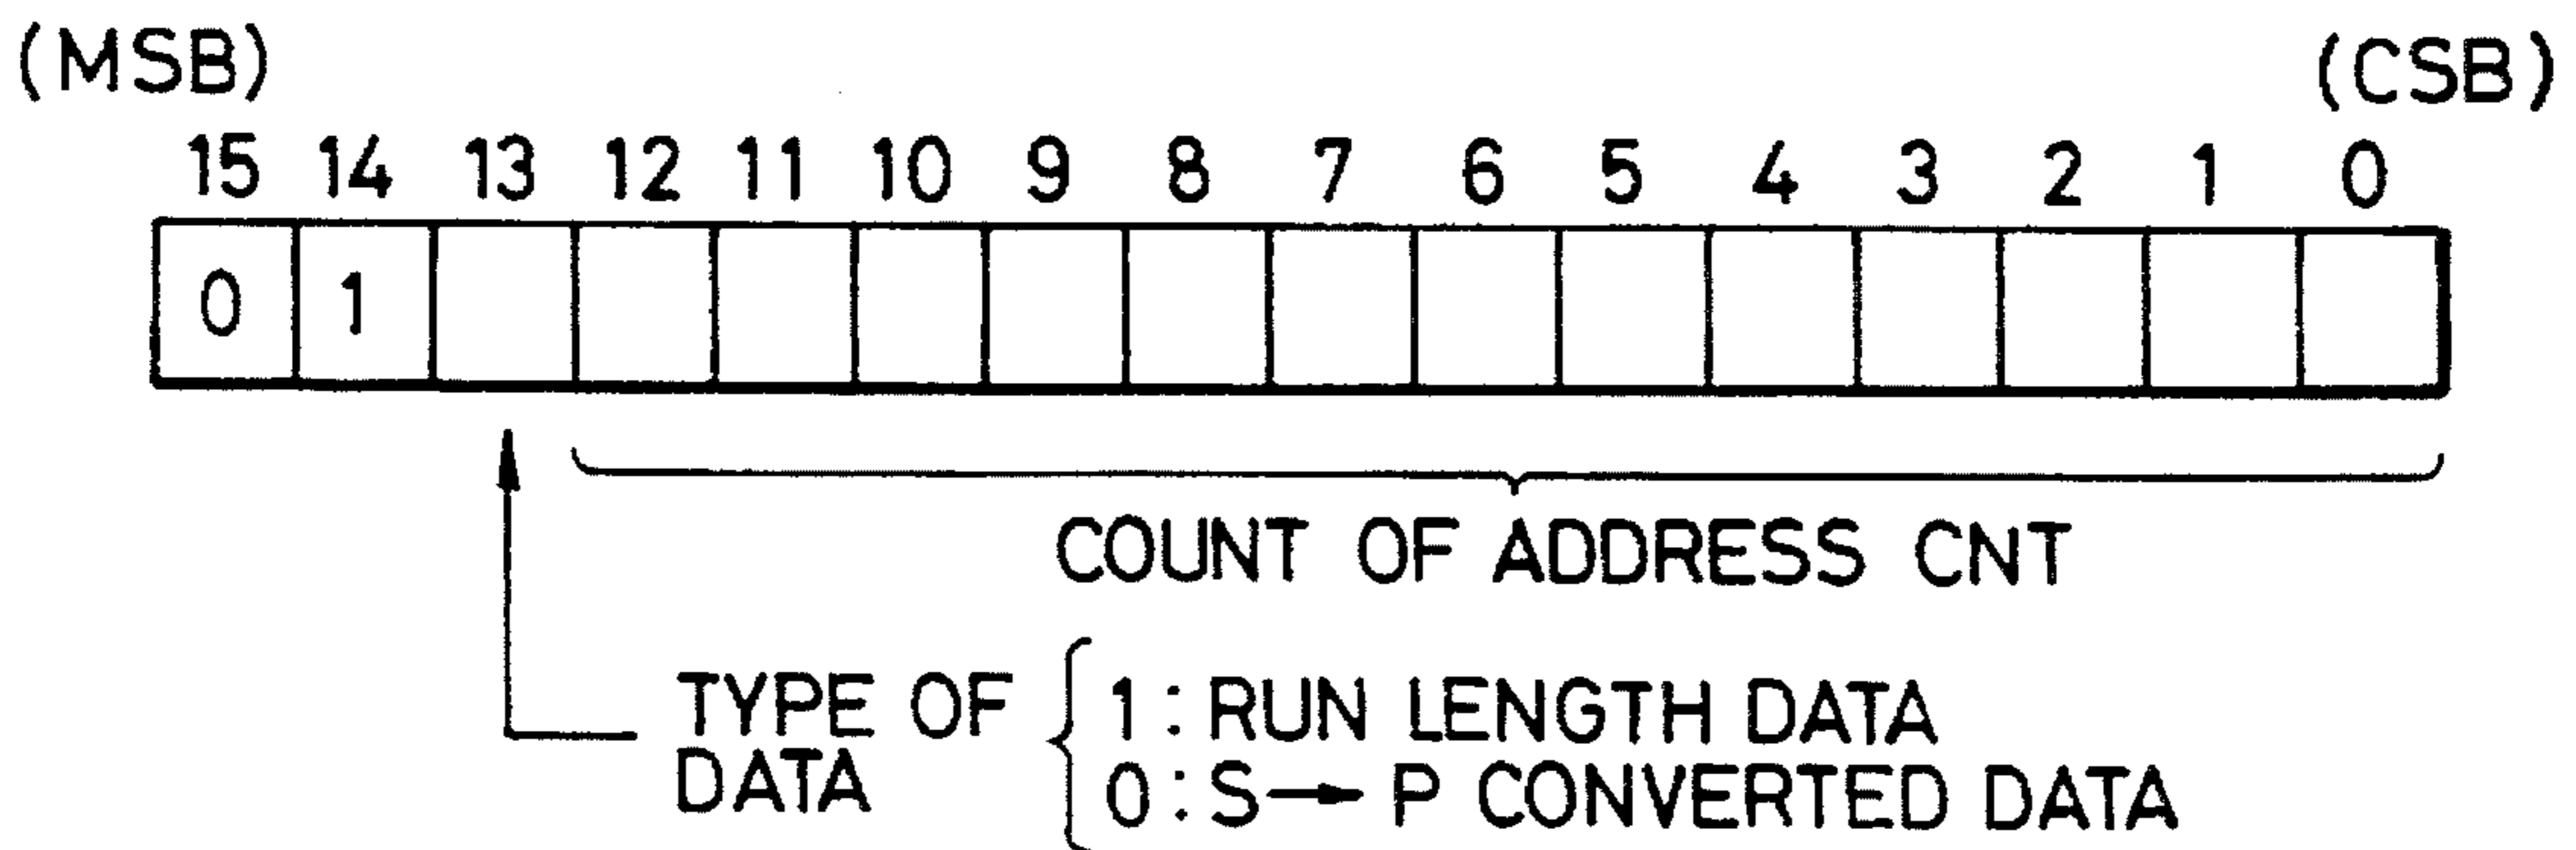 (MSB) (CSB)
15 14 13 12 11 10 9 8 7 6 5 4 3 2 1 0
0 1
COUNT OF ADDRESS CNT
TYPE OF
DATA
1 : RUN LENGTH DATA
0 : S→P CONVERTED DATA